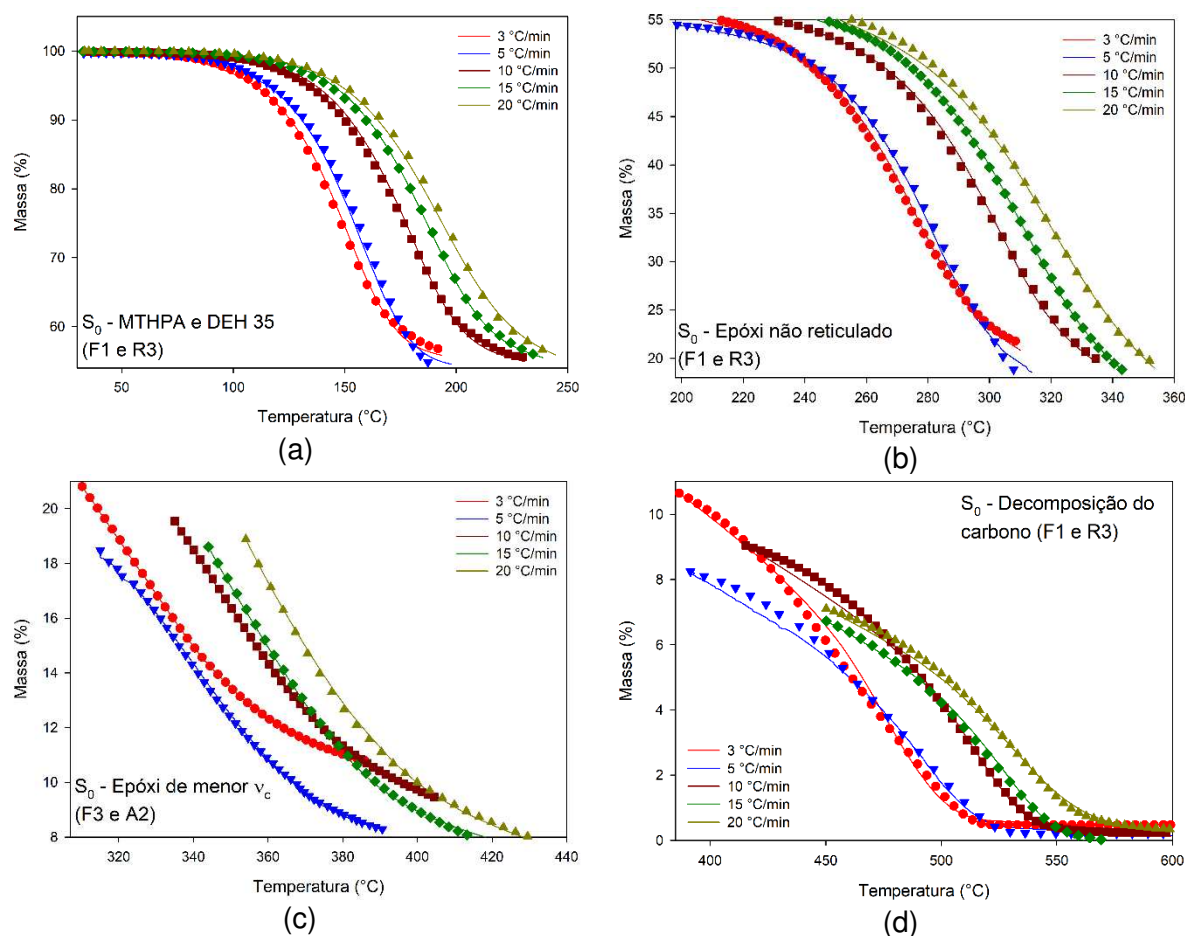 100
90
80
70
60
50
100
150
200
250
Massa (%)
Temperatura (°C)
3 °C/min
5 °C/min
10 °C/min
15 °C/min
20 °C/min
S0 - MTHPA e DEH 35
(F1 e R3)
(a)
55
50
45
40
35
30
25
20
200
220
240
260
280
300
320
340
360
Massa (%)
Temperatura (°C)
3 °C/min
5 °C/min
10 °C/min
15 °C/min
20 °C/min
S0 - Epóxi não reticulado
(F1 e R3)
(b)
20
18
16
14
12
10
8
320
340
360
380
400
420
440
Massa (%)
Temperatura (°C)
3 °C/min
5 °C/min
10 °C/min
15 °C/min
20 °C/min
S0 - Epóxi de menor νc
(F3 e A2)
(c)
10
8
6
4
2
0
400
450
500
550
600
Massa (%)
Temperatura (°C)
S0 - Decomposição do
carbono (F1 e R3)
3 °C/min
5 °C/min
10 °C/min
15 °C/min
20 °C/min
(d)